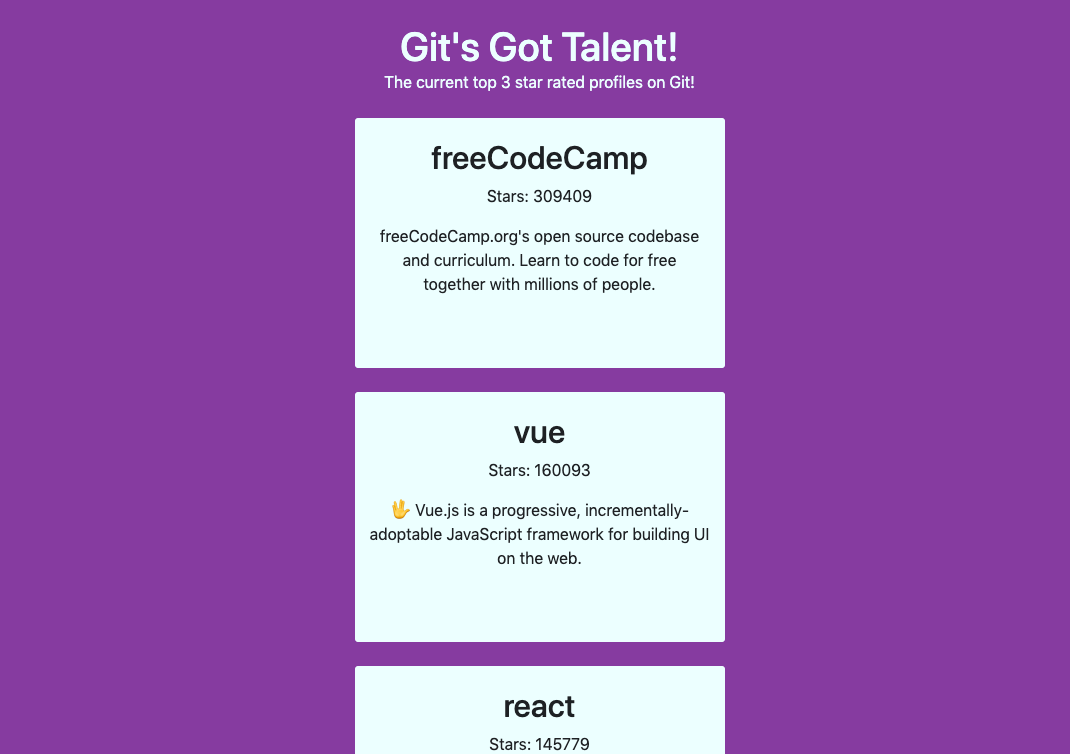 Git's Got Talent!
The current top 3 star rated profiles on Git!
freeCodeCamp
Stars: 309409
freeCodeCamp.org's open source codebase
and curriculum. Learn to code for free
together with millions of people.
vue
Stars: 160093
🖖 Vue.js is a progressive, incrementally-
adoptable JavaScript framework for building UI
on the web.
react
Stars: 145779